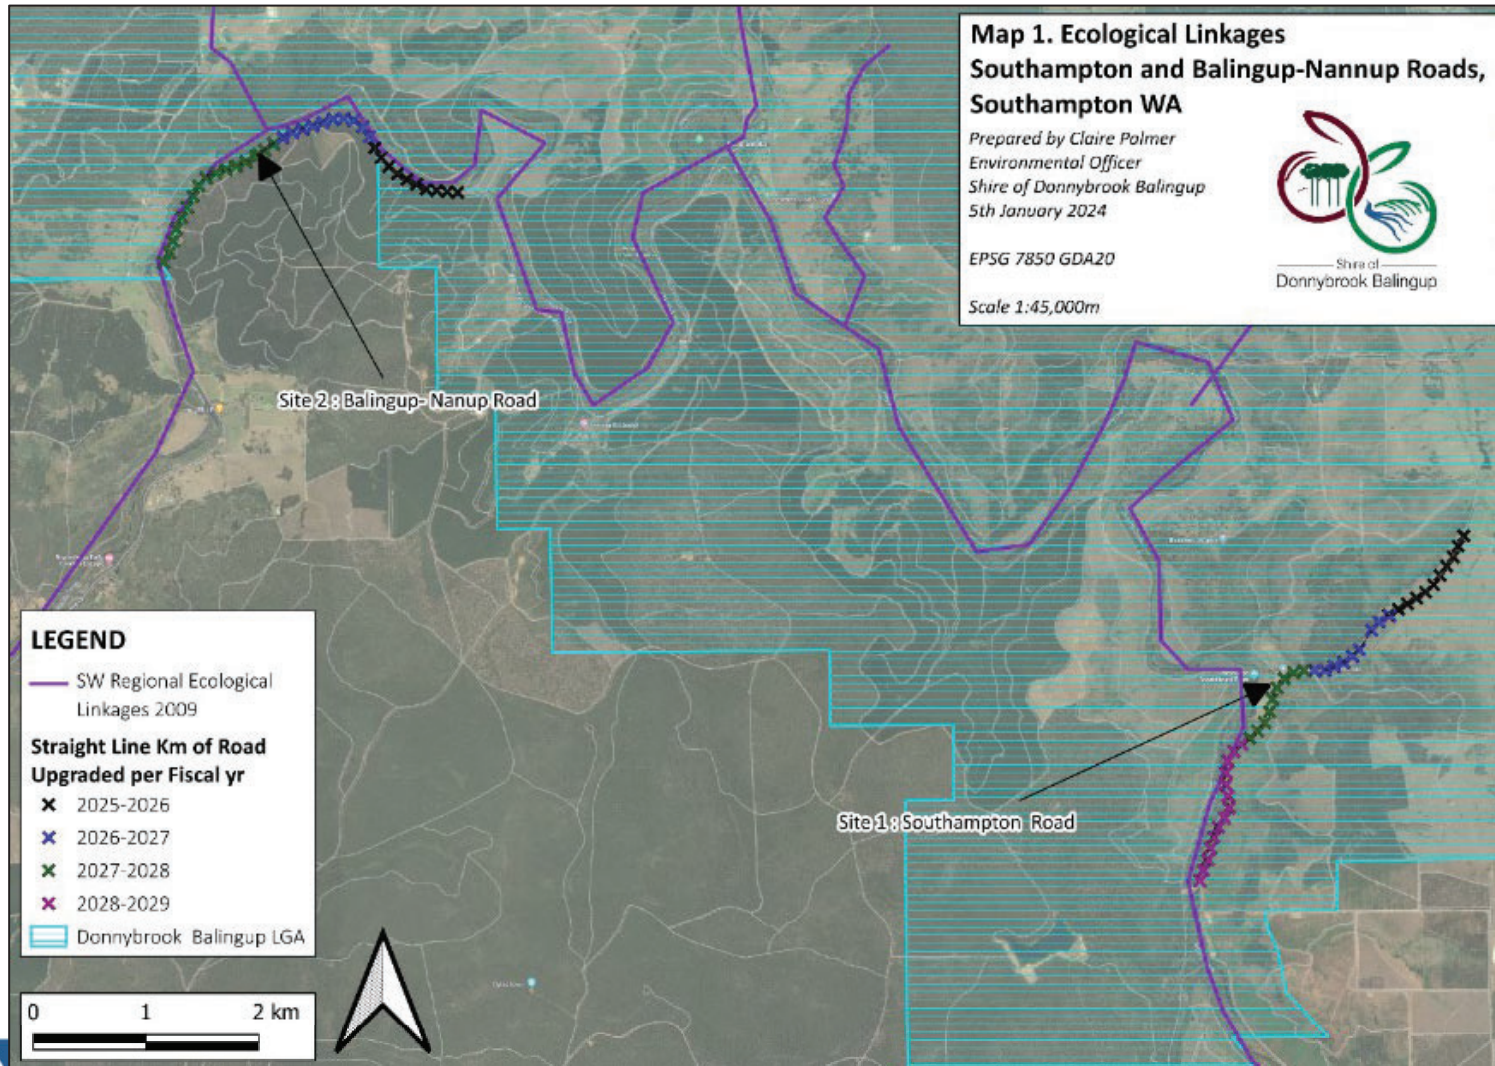 Map 1. Ecological Linkages
Southampton and Balingup-Nannup Roads,
Southampton WA
Prepared by Claire Palmer
Environmental Officer
Shire of Donnybrook Balingup
5th January 2024
EPSG 7850 GDA20
Scale 1:45,000m
Shire of
Donnybrook Balingup
Site 2 : Balingup- Nanup Road
Site 1 : Southampton Road
LEGEND
SW Regional Ecological
Linkages 2009
Straight Line Km of Road
Upgraded per Fiscal yr
2025-2026
2026-2027
2027-2028
2028-2029
Donnybrook Balingup LGA
0 1 2 km